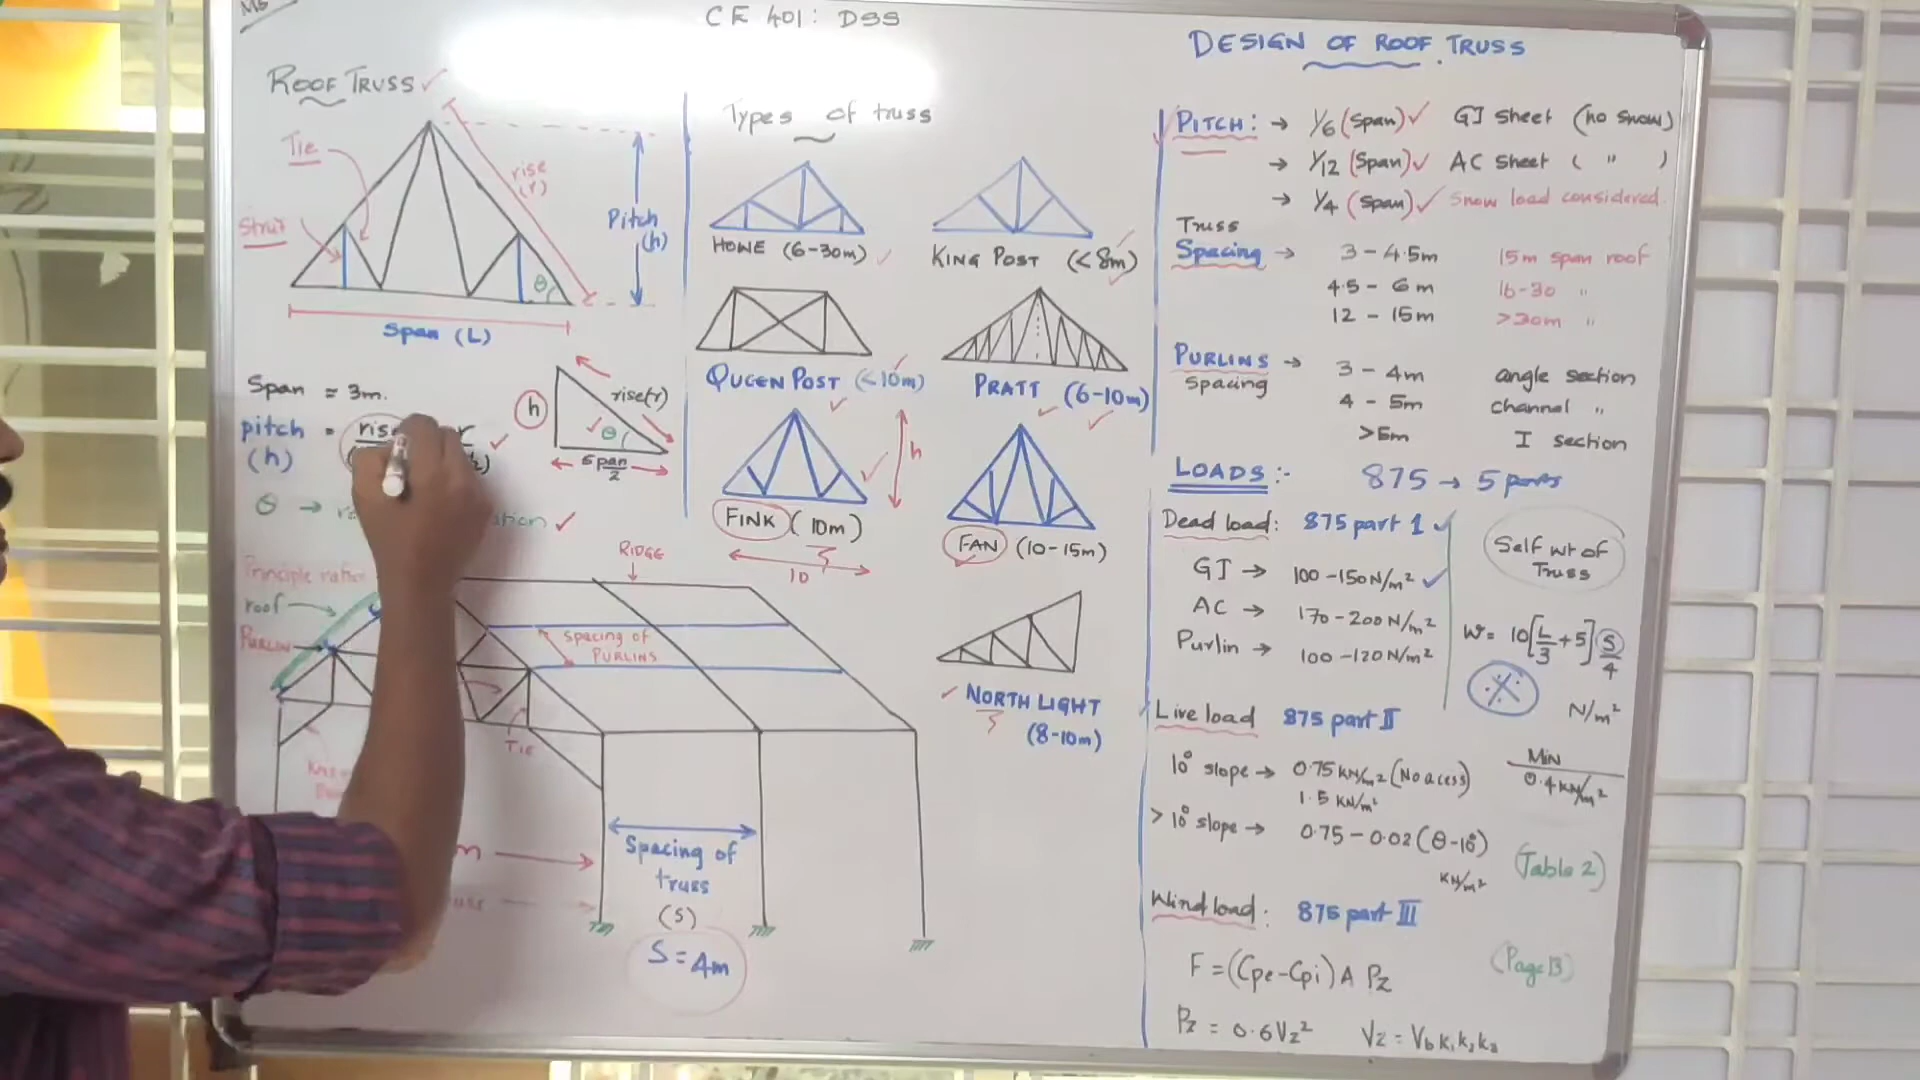 MS
CE 401: DSS
DESIGN OF ROOF TRUSS
ROOF TRUSS ✓
Tie
Strut
rise
(r)
Pitch
(h)
θ
Span (L)
Span = 3m.
pitch = rise
(h)
h
rise(r)
✓ θ
span
2
θ →
✓
Types of truss
HOWE (6-30m) ✓
KING POST (<8m)
QUEEN POST (<10m)
PRATT (6-10m)
h
FINK (10m)
10
FAN (10-15m)
✓ NORTH LIGHT
(8-10m)
RIDGE
roof
PURLIN
spacing of
PURLINS
TIE
Spacing of
truss
(S)
S = 4m
PITCH: → 1/6 (Span) ✓ GI sheet (no snow)
→ 1/12 (Span) ✓ AC sheet ( " )
→ 1/4 (Span) ✓ Snow load considered.
Truss
Spacing → 3 - 4.5m 15m span roof
4.5 - 6m 16-30 "
12 - 15m >30m "
PURLINS → 3 - 4m angle section
spacing 4 - 5m channel "
>5m I section
LOADS :- 875 → 5 parts
Dead load: 875 part 1 ✓
GI → 100-150 N/m² ✓
AC → 170-200 N/m²
Purlin → 100-120 N/m²
Self wt of
Truss
W = 10[L/3 + 5] S/4
N/m²
Live load 875 part II
10° slope → 0.75 KN/m² (No acess)
1.5 KN/m²
> 10° slope → 0.75 - 0.02 (θ-10°)
KN/m²
MIN
0.4 KN/m²
(Table 2)
Wind load: 875 part III
F = (Cpe - Cpi) A Pz
Pz = 0.6 Vz² Vz = Vb k₁ k₂ k₃
(Page 13)